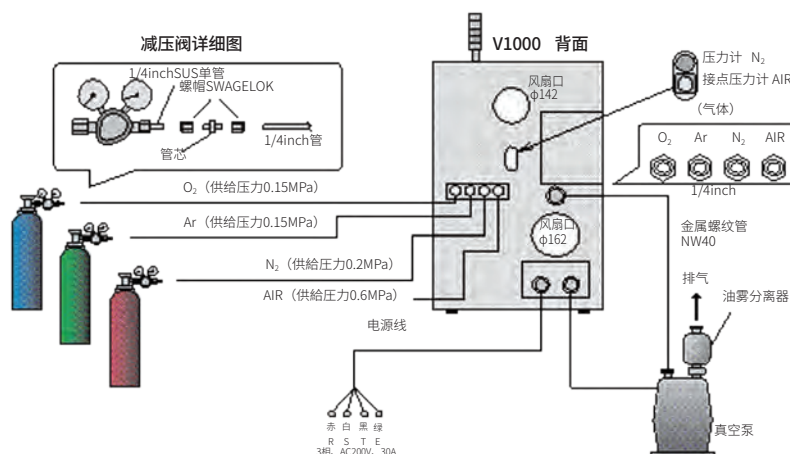 减压阀详细图
1/4inchSUS单管
螺帽SWAGELOK
管芯
1/4inch管
V1000 背面
风扇口
φ142
压力计 N₂
接点压力计 AIR
（气体）
O₂ Ar N₂ AIR
1/4inch
O₂（供给压力0.15MPa）
Ar（供给压力0.15MPa）
N₂（供給圧力0.2MPa）
AIR（供給圧力0.6MPa）
风扇口
φ162
金属螺纹管
NW40
排气
油雾分离器
电源线
真空泵
赤 白 黑 绿
R S T E
3相、AC200V、30A